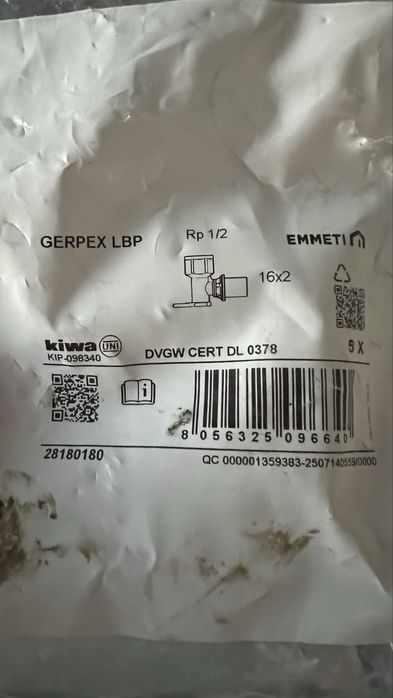 GERPEX LBP
Rp 1/2
EMMETI
16x2
kiwa UNI
KIP-098340
DVGW CERT DL 0378
5 X
8 056325 096640
28180180
QC 000001359383-2507140559/0000